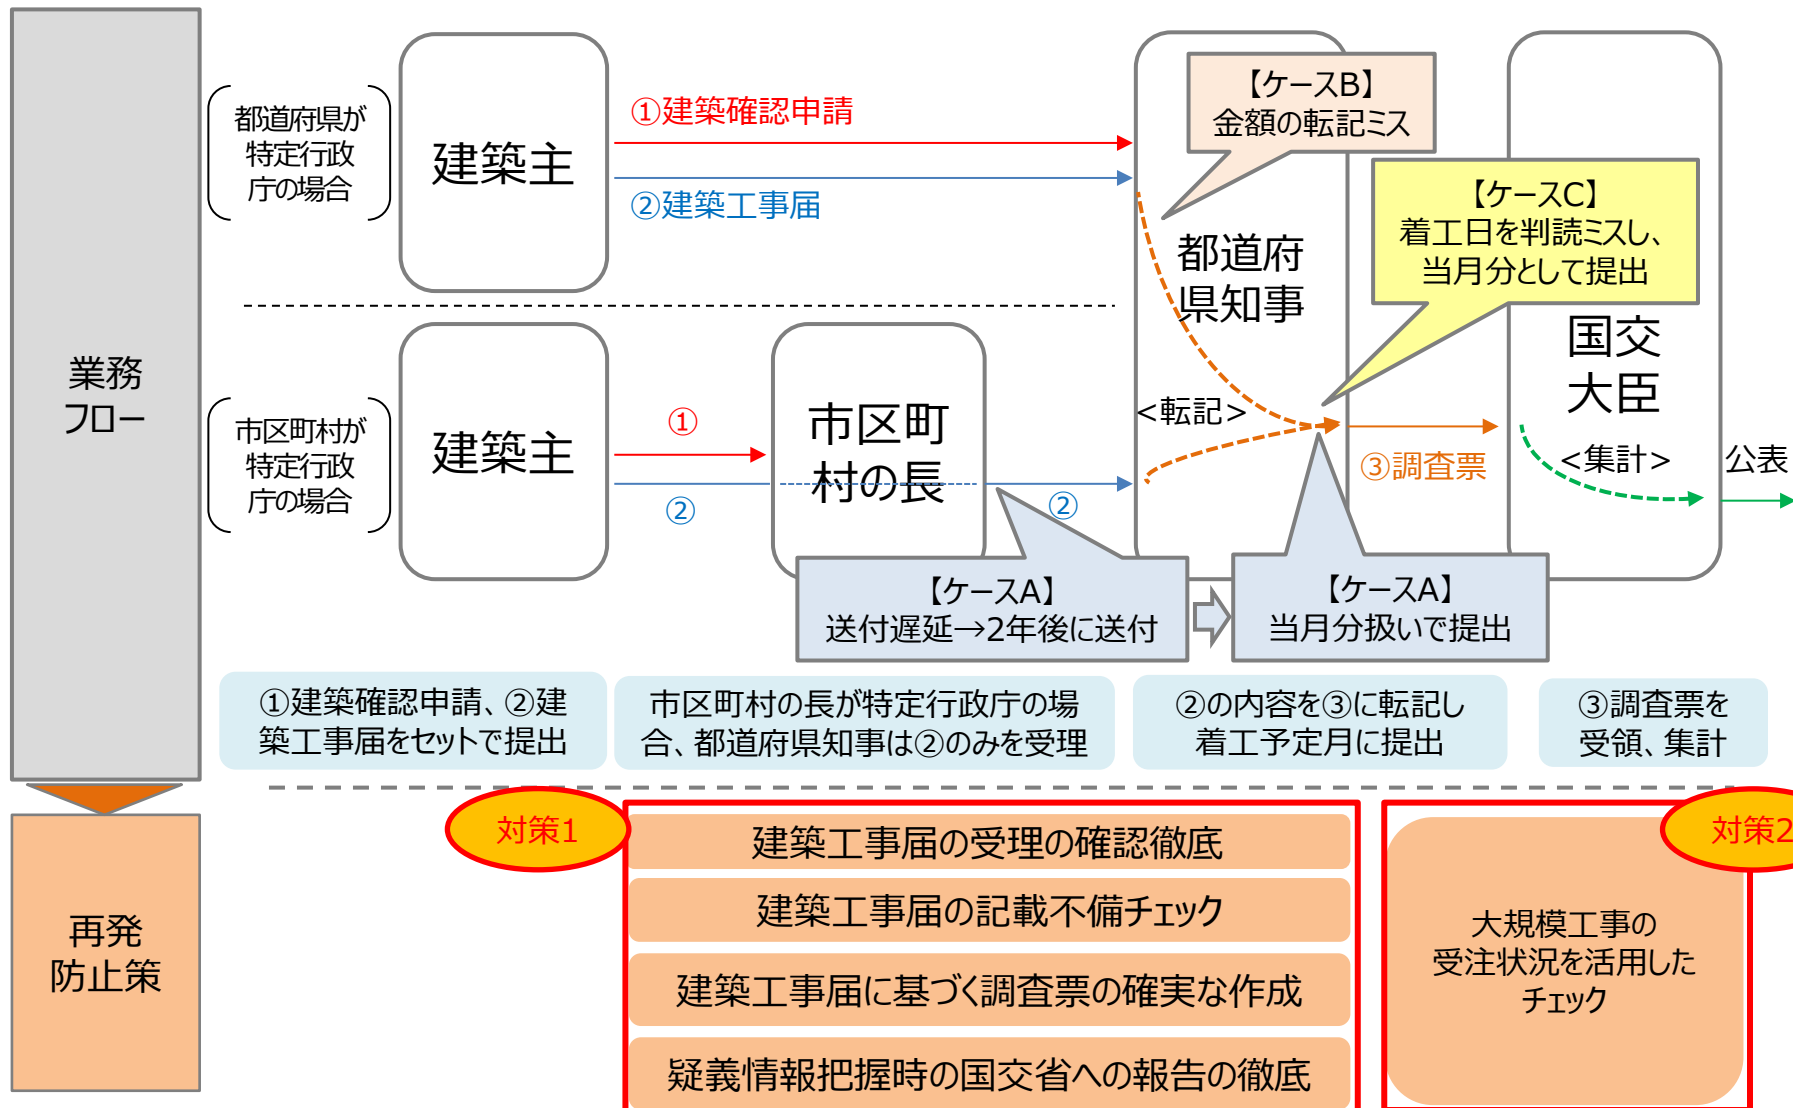 業務
フロー
都道府県が
特定行政
庁の場合
建築主
①建築確認申請
②建築工事届
【ケースB】
金額の転記ミス
【ケースC】
着工日を判読ミスし、
当月分として提出
都道府
県知事
国交
大臣
市区町村が
特定行政
庁の場合
建築主
①
②
市区町
村の長
②
<転記>
③調査票
<集計>
公表
【ケースA】
送付遅延→2年後に送付
【ケースA】
当月分扱いで提出
①建築確認申請、②建
築工事届をセットで提出
市区町村の長が特定行政庁の場
合、都道府県知事は②のみを受理
②の内容を③に転記し
着工予定月に提出
③調査票を
受領、集計
再発
防止策
対策1
建築工事届の受理の確認徹底
建築工事届の記載不備チェック
建築工事届に基づく調査票の確実な作成
疑義情報把握時の国交省への報告の徹底
対策2
大規模工事の
受注状況を活用した
チェック